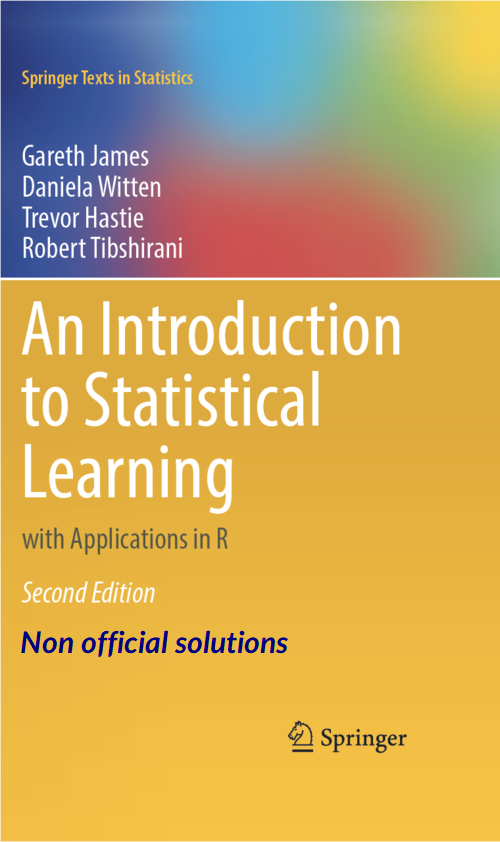 Springer Texts in Statistics
Gareth James
Daniela Witten
Trevor Hastie
Robert Tibshirani
An Introduction
to Statistical
Learning
with Applications in R
Second Edition
Non official solutions
Springer